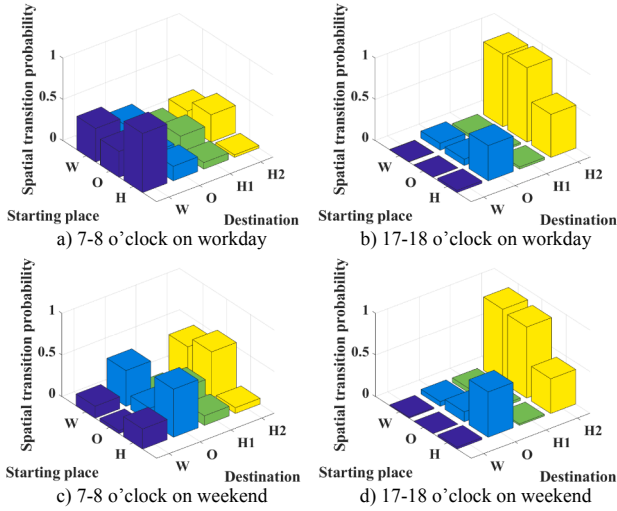 Spatial transition probability
1
0.5
0
W
O
H
Starting place
W
O
H1
H2
Destination
a) 7-8 o’clock on workday
Spatial transition probability
1
0.5
0
W
O
H
Starting place
W
O
H1
H2
Destination
b) 17-18 o’clock on workday
Spatial transition probability
1
0.5
0
W
O
H
Starting place
W
O
H1
H2
Destination
c) 7-8 o’clock on weekend
Spatial transition probability
1
0.5
0
W
O
H
Starting place
W
O
H1
H2
Destination
d) 17-18 o’clock on weekend